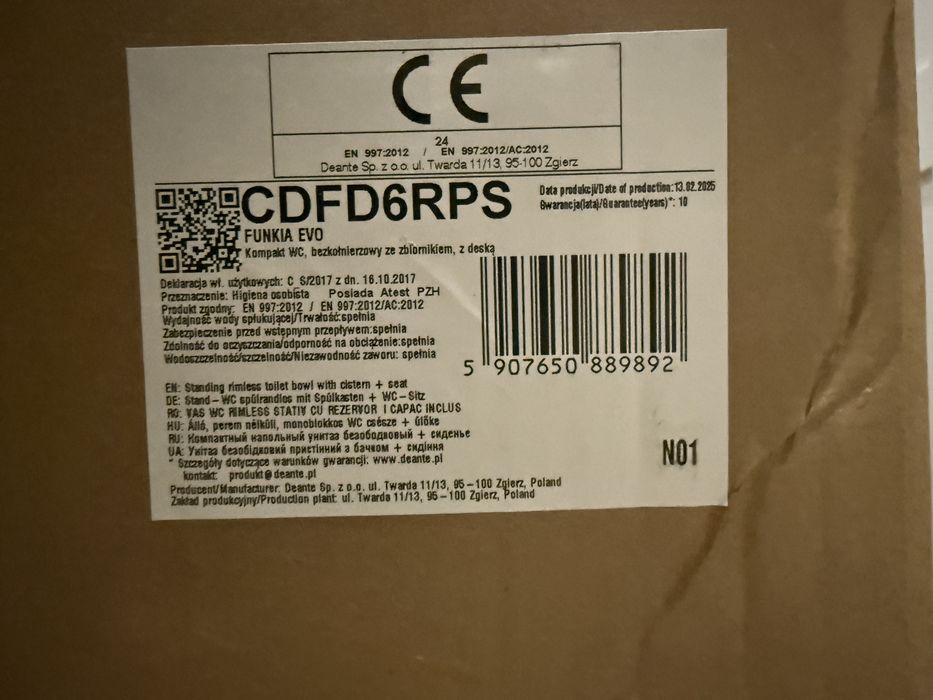 CE
24
EN 997:2012 / EN 997:2012/AC:2012
Deante Sp. z o.o. ul. Twarda 11/13, 95-100 Zgierz
CDFD6RPS
Data produkcji/Date of production:13.02.2025
Gwarancja(lata)/Guarantee(years)*: 10
FUNKIA EVO
Kompakt WC, bezkołnierzowy ze zbiornikiem, z deską
Deklaracja wł. użytkowych: C S/2017 z dn. 16.10.2017
Przeznaczenie: Higiena osobista Posiada Atest PZH
Produkt zgodny: EN 997:2012 / EN 997:2012/AC:2012
Wydajność wody spłukującej/Trwałość:spełnia
Zabezpieczenie przed wstępnym przepływem:spełnia
Zdolność do oczyszczania/odporność na obciążenie:spełnia
Wodoszczelność/szczelność/Niezawodność zaworu: spełnia
5 907650 889892
EN: Standing rimless toilet bowl with cistern + seat
DE: Stand-WC spülrandlos mit Spülkasten + WC-Sitz
RO: VAS WC RIMLESS STATIV CU REZERVOR I CAPAC INCLUS
HU: Álló, perem nélküli, monoblokkos WC csésze + ülőke
RU: Компактный напольный унитаз безободковый + сиденье
UA: Унітаз безобідковий пристінний з бачком + сидіння
* Szczegóły dotyczące warunków gwarancji: www.deante.pl
kontakt: produkt@deante.pl
N01
Producent/Manufacturer: Deante Sp. z o.o. ul. Twarda 11/13, 95-100 Zgierz, Poland
Zakład produkcyjny/Production plant: ul. Twarda 11/13, 95-100 Zgierz, Poland